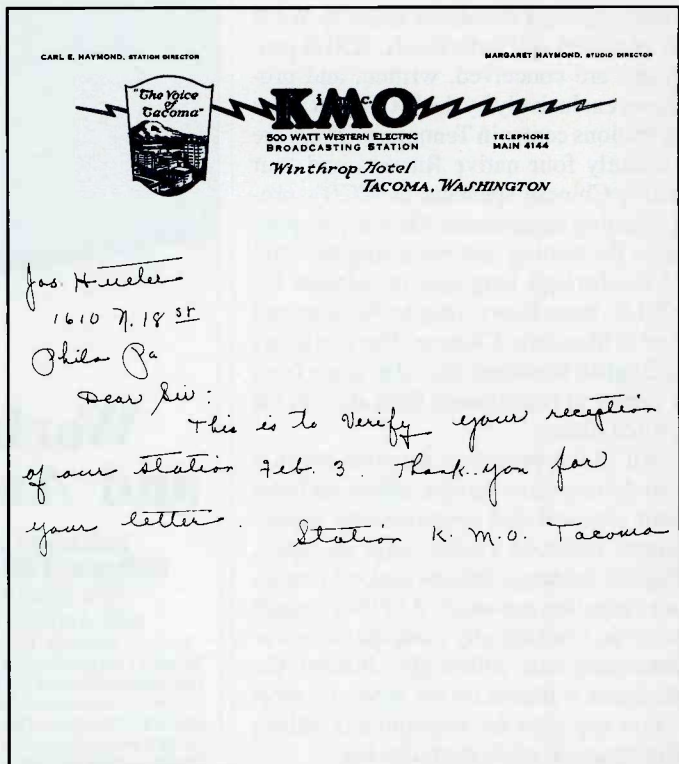 CARL E. HAYMOND, STATION DIRECTOR
MARGARET HAYMOND, STUDIO DIRECTOR
"The Voice
of
Tacoma"
KMO
inc.
500 WATT WESTERN ELECTRIC
BROADCASTING STATION
TELEPHONE
MAIN 4144
Winthrop Hotel
TACOMA, WASHINGTON
Jos. Hueler
1610 N. 18 st
Phila Pa
Dear Sir:
This is to Verify your reception
of our station Feb. 3. Thank you for
your letter.
Station K. M.O. Tacoma